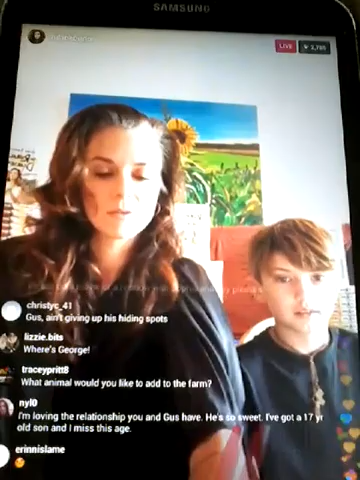 SAMSUNG
LIVE
christyc_41
Gus, ain't giving up his hiding spots
lizzie.bits
Where's George!
traceypritt8
What animal would you like to add to the farm?
nyl0
I'm loving the relationship you and Gus have. He's so sweet. I've got a 17 yr
old son and I miss this age.
erinnislame